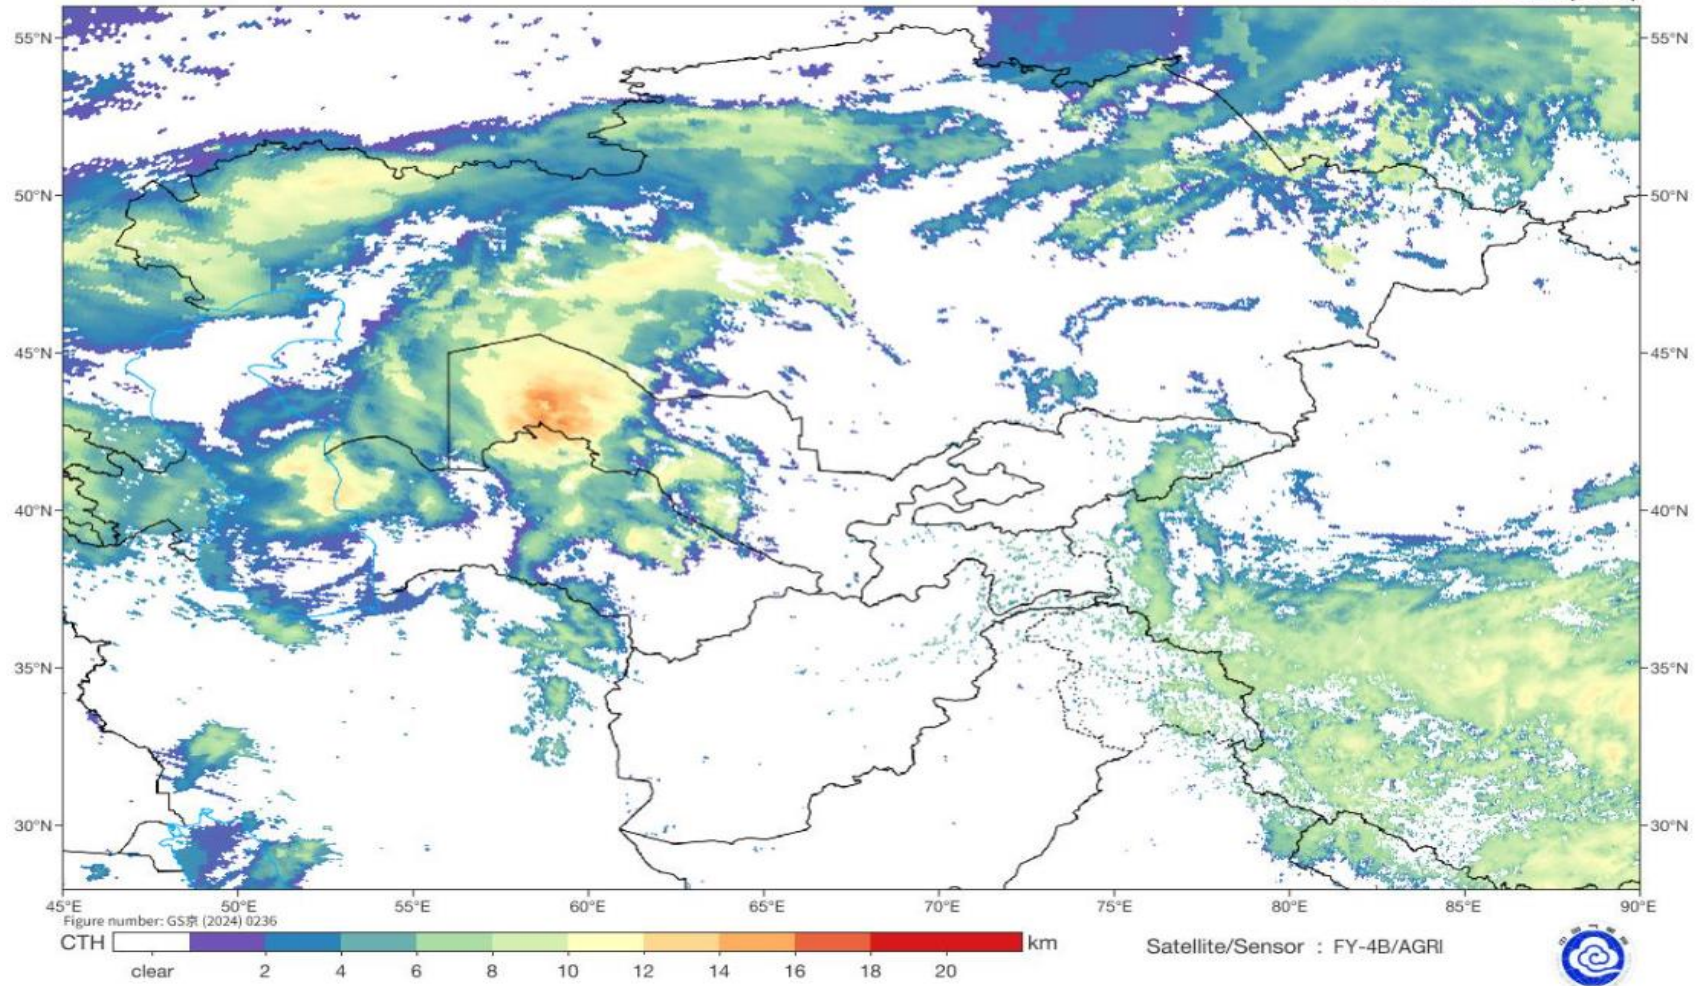 55°N 55°N
50°N 50°N
45°N 45°N
40°N 40°N
35°N 35°N
30°N 30°N
45°E 50°E 55°E 60°E 65°E 70°E 75°E 80°E 85°E 90°E
Figure number: GS京 (2024) 0236
CTH km
Satellite/Sensor : FY-4B/AGRI
clear 2 4 6 8 10 12 14 16 18 20